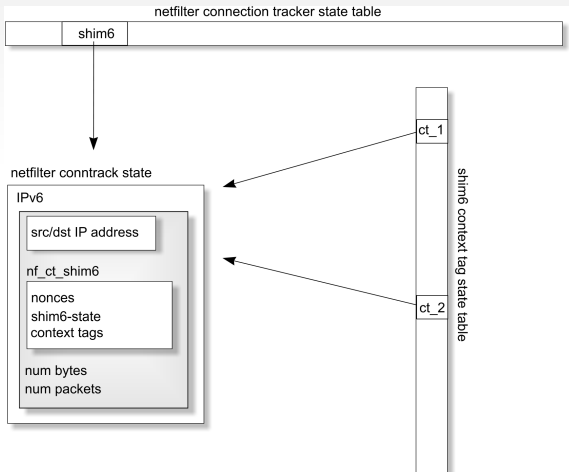 netfilter connection tracker state table
shim6
ct_1
netfilter conntrack state
IPv6
src/dst IP address
nf_ct_shim6
nonces
shim6-state
context tags
num bytes
num packets
shim6 context tag state table
ct_2